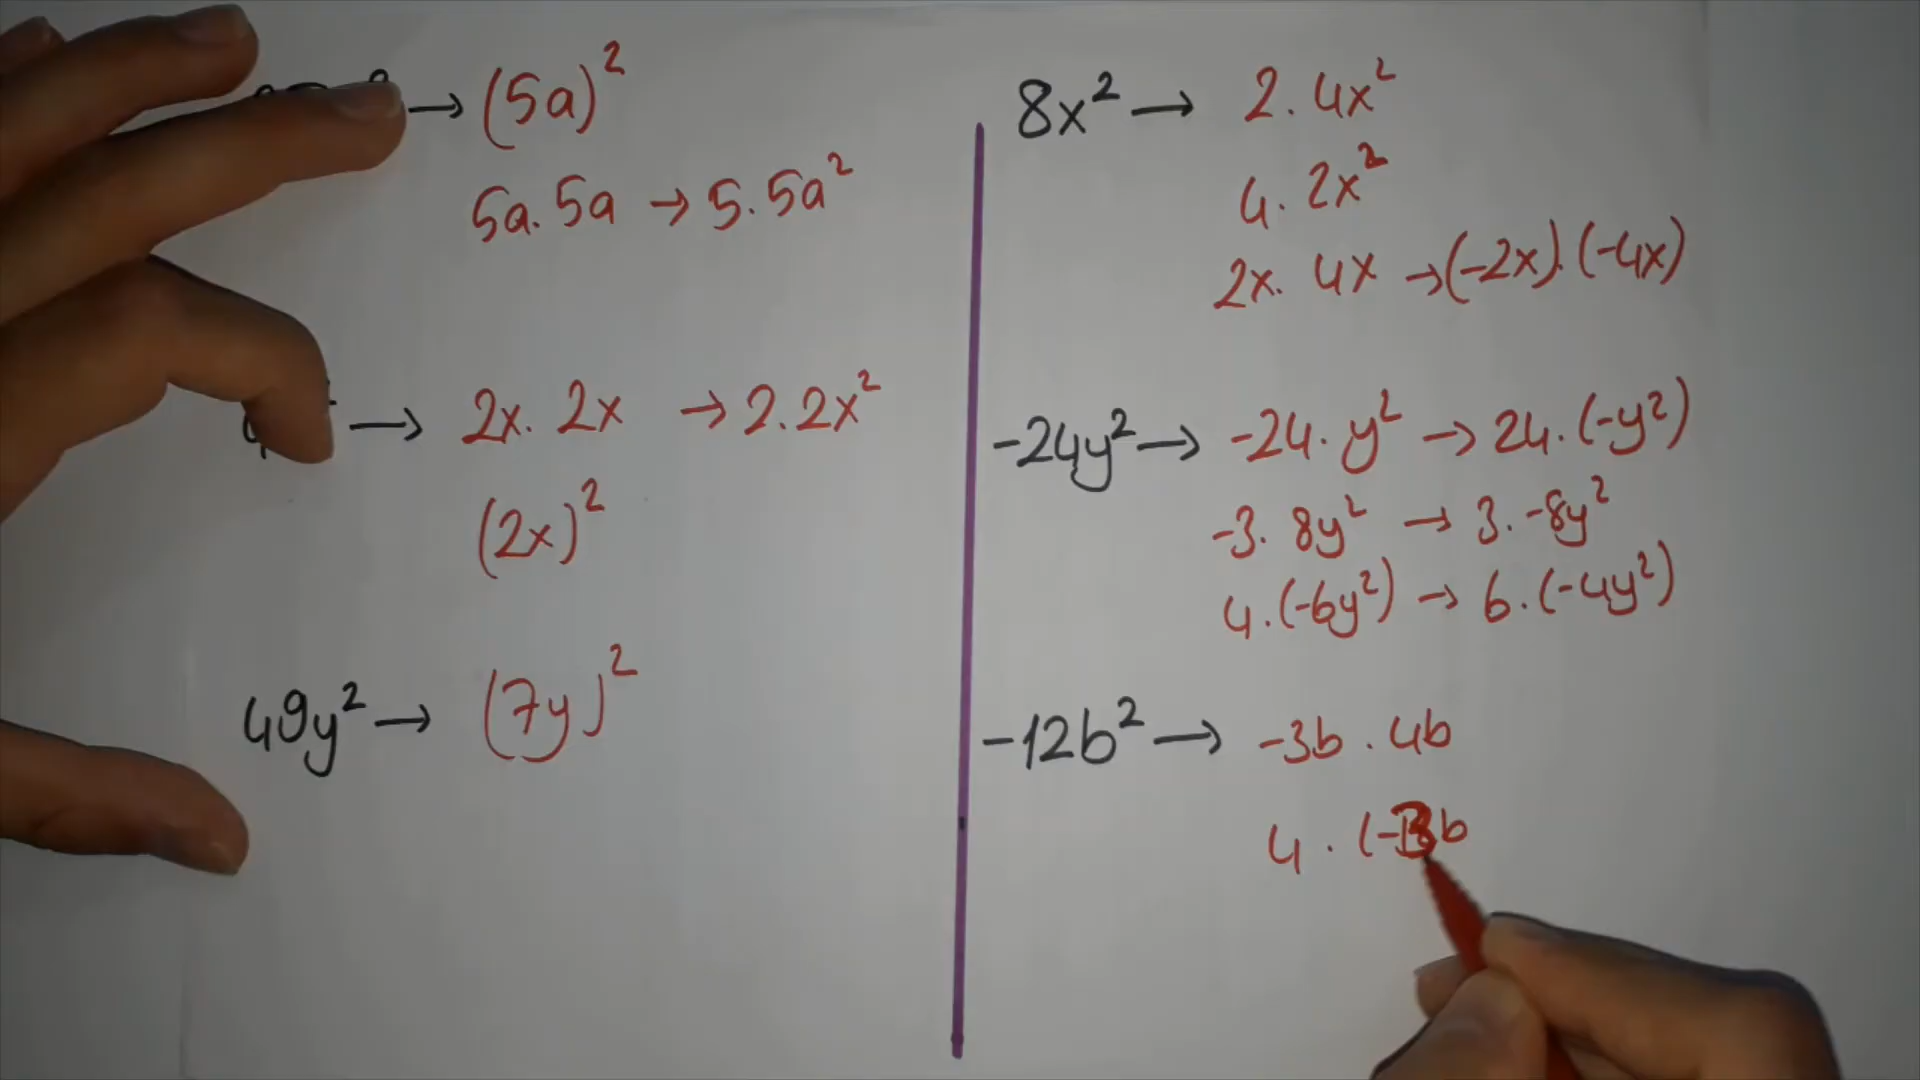 → (5a)²
5a. 5a → 5. 5a²
→ 2x. 2x → 2. 2x²
(2x)²
49y² → (7y)²
8x² → 2. 4x²
4. 2x²
2x. 4x → (-2x). (-4x)
-24y² → -24. y² → 24. (-y²)
-3. 8y² → 3. -8y²
4. (-6y²) → 6. (-4y²)
-12b² → -3b . 4b
4 . (-3b